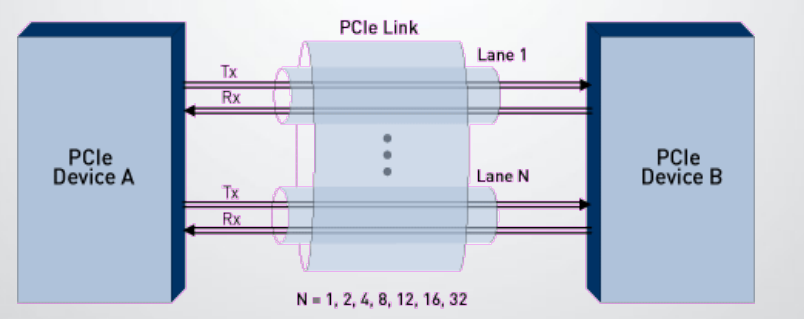 PCIe Link
Lane 1
Tx
Rx
PCIe
Device A
PCIe
Device B
Lane N
Tx
Rx
N = 1, 2, 4, 8, 12, 16, 32